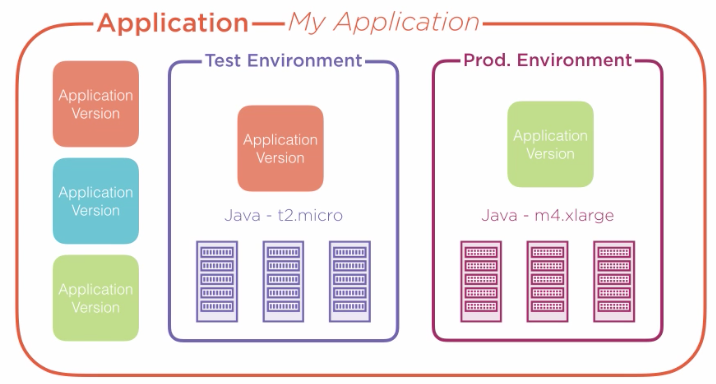 Application — My Application
Application
Version
Application
Version
Application
Version
Test Environment
Application
Version
Java - t2.micro
Prod. Environment
Application
Version
Java - m4.xlarge